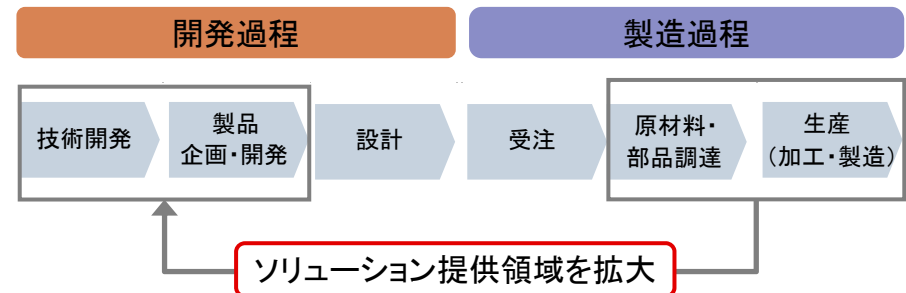 開発過程
製造過程
技術開発
製品
企画・開発
設計
受注
原材料・
部品調達
生産
(加工・製造)
ソリューション提供領域を拡大